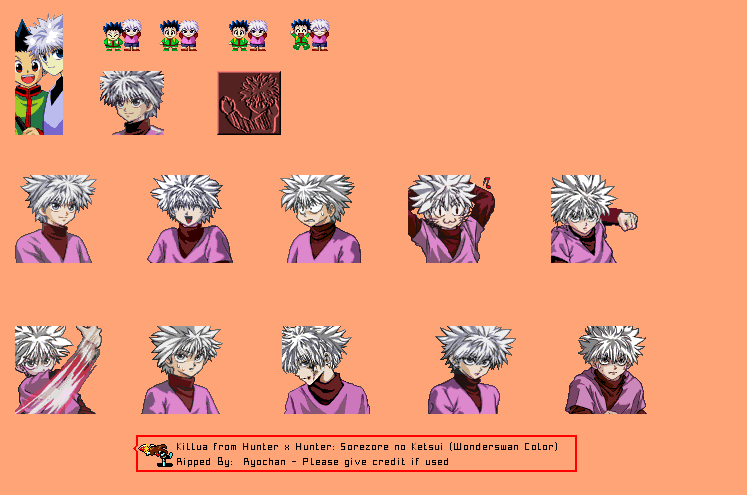 Killua from Hunter x Hunter: Sorezore no Ketsui (Wonderswan Color)
Ripped By: Ryochan - Please give credit if used